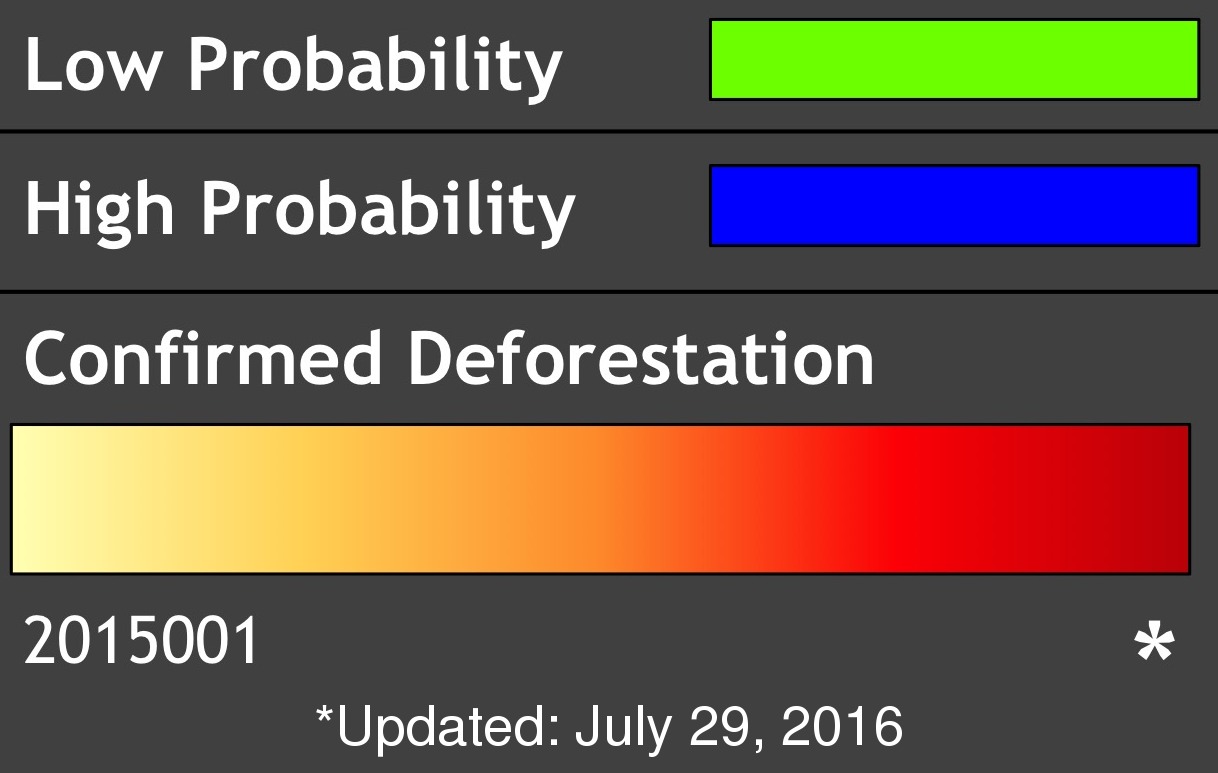 Low Probability
High Probability
Confirmed Deforestation
2015001 *
*Updated: July 29, 2016